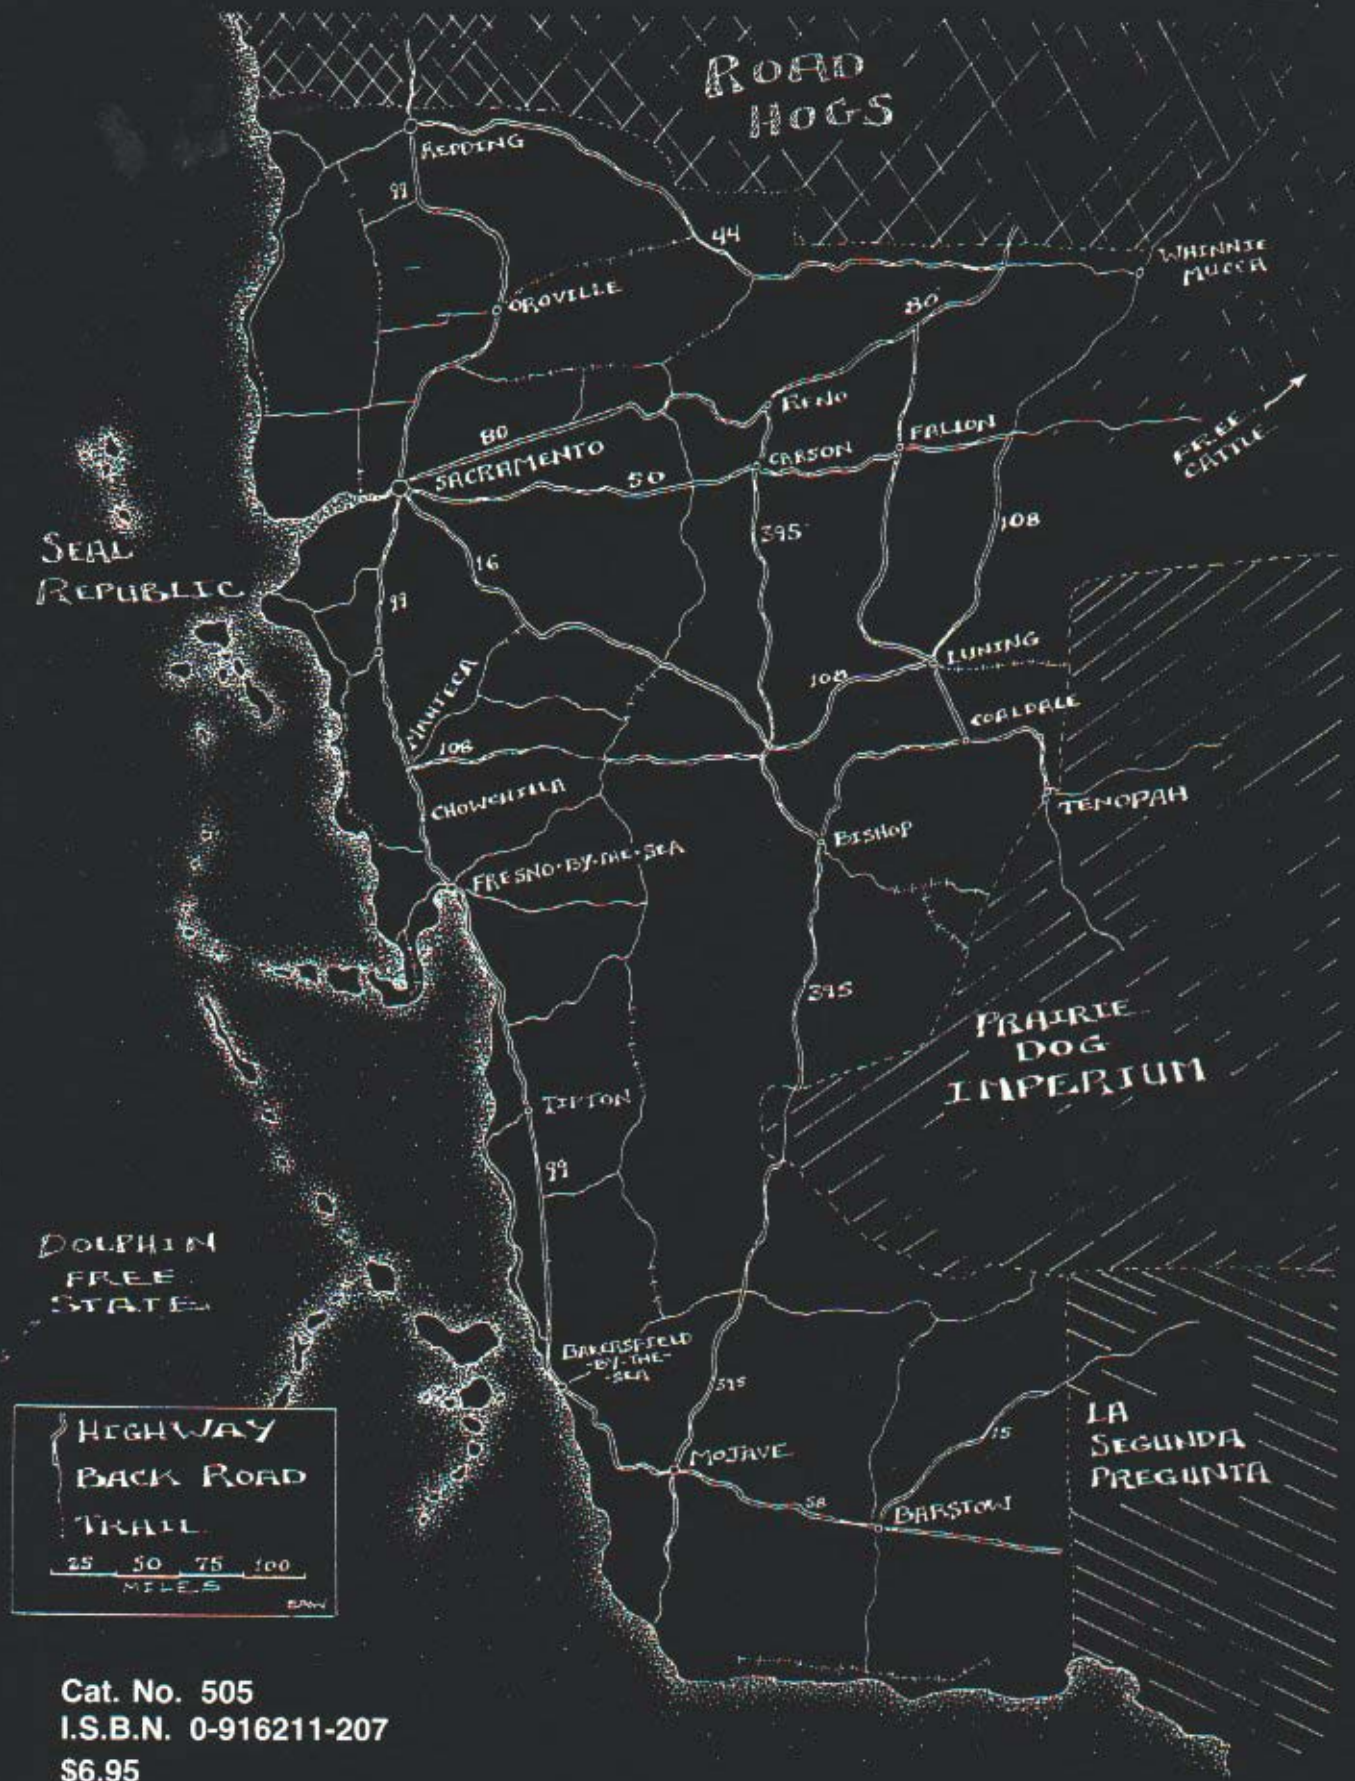 ROAD
HOGS
REDDING
99
44
WHINNIE
MUCCA
OROVILLE
80
RENO
FREE
CATTLE
80
SACRAMENTO
CARSON
FALLON
50
SEAL
REPUBLIC
395
108
16
99
LUNING
MANTECA
108
COALDALE
108
CHOWCHILLA
TENOPAH
BISHOP
FRESNO-BY-THE-SEA
395
PRAIRIE
DOG
IMPERIUM
TIPTON
99
DOLPHIN
FREE
STATE
BAKERSFIELD
-BY-THE-
-SEA
395
LA
SEGUNDA
PREGUNTA
15
HIGHWAY
BACK ROAD
TRAIL
25 50 75 100
MILES
MOJAVE
58
BARSTOW
Cat. No. 505
I.S.B.N. 0-916211-207
$6.95